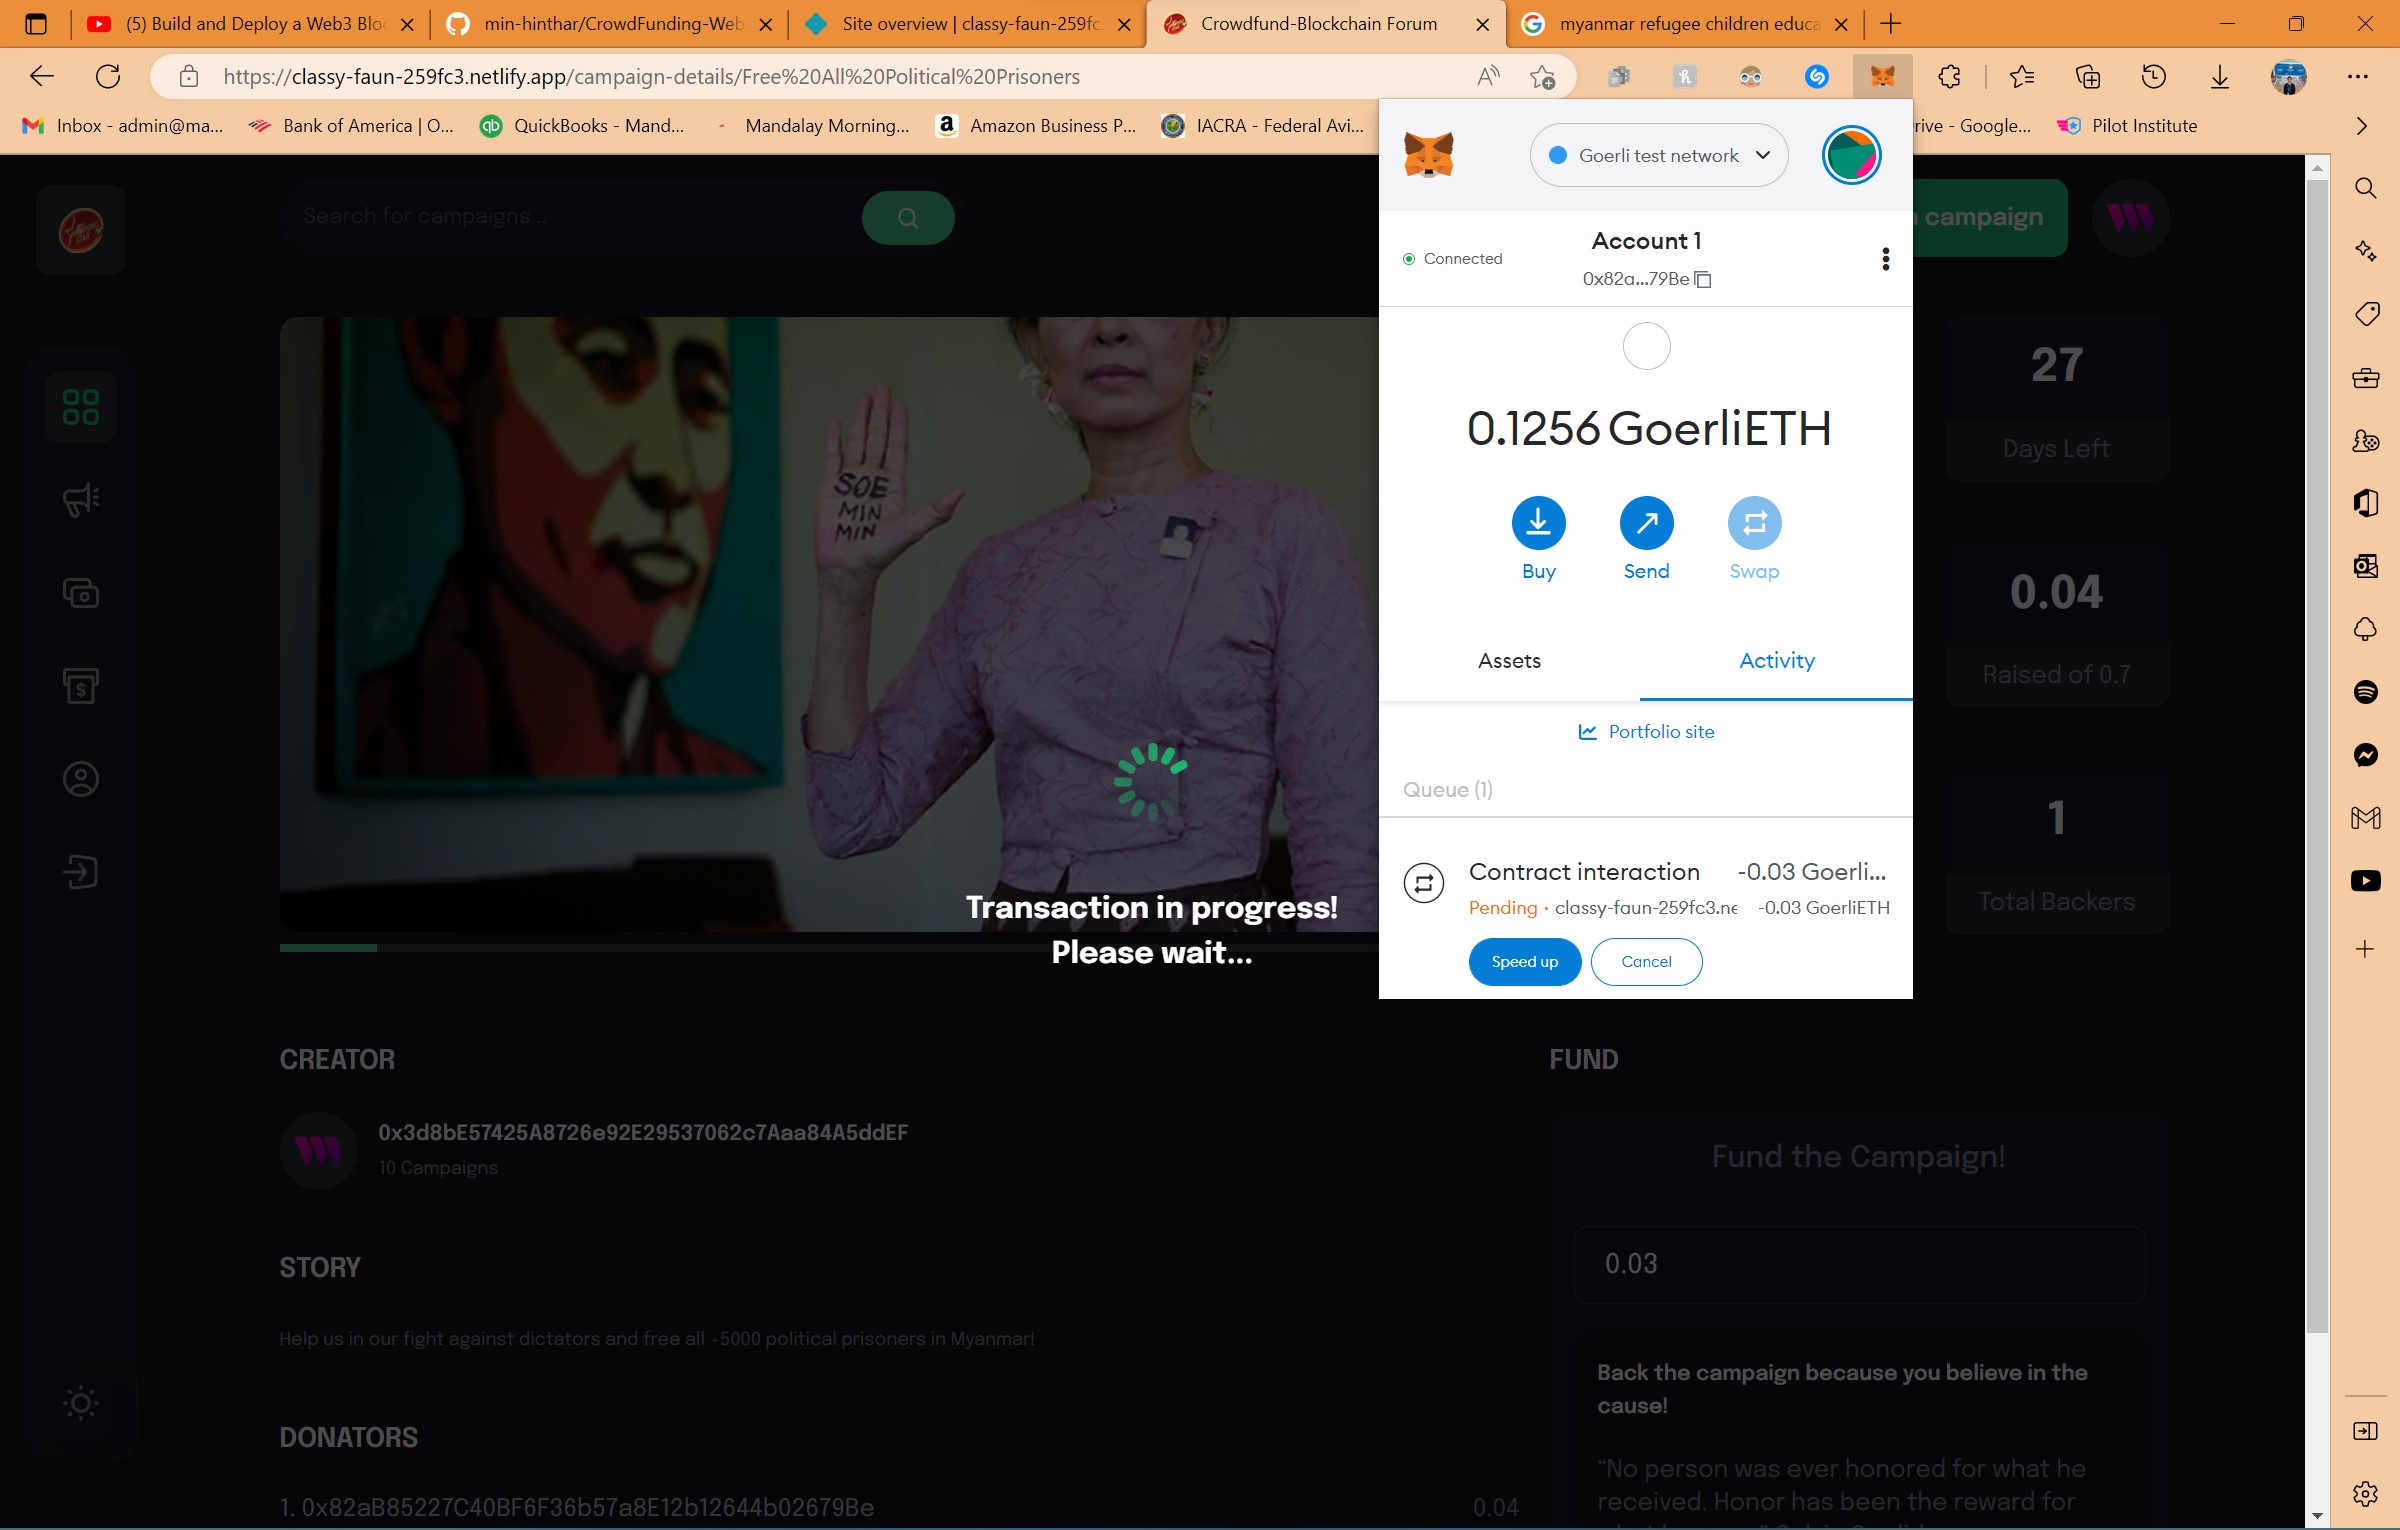 (5) Build and Deploy a Web3 Blo
min-hinthar/CrowdFunding-Web
Site overview | classy-faun-259fc
Crowdfund-Blockchain Forum
myanmar refugee children educa
https://classy-faun-259fc3.netlify.app/campaign-details/Free%20All%20Political%20Prisoners
Inbox - admin@ma...
Bank of America | O...
QuickBooks - Mand...
Mandalay Morning...
Amazon Business P...
IACRA - Federal Avi...
rive - Google...
Pilot Institute
Search for campaigns...
campaign
Goerli test network
Connected
Account 1
0x82a...79Be
0.1256 GoerliETH
Buy
Send
Swap
Assets
Activity
Portfolio site
Queue (1)
Contract interaction
-0.03 Goerli...
Pending · classy-faun-259fc3.ne
-0.03 GoerliETH
Speed up
Cancel
SOE
MIN
MIN
27
Days Left
0.04
Raised of 0.7
1
Total Backers
Transaction in progress!
Please wait...
CREATOR
0x3d8bE57425A8726e92E29537062c7Aaa84A5ddEF
10 Campaigns
STORY
Help us in our fight against dictators and free all +5000 political prisoners in Myanmar!
DONATORS
1. 0x82aB85227C40BF6F36b57a8E12b12644b02679Be
0.04
FUND
Fund the Campaign!
0.03
Back the campaign because you believe in the
cause!
“No person was ever honored for what he
received. Honor has been the reward for